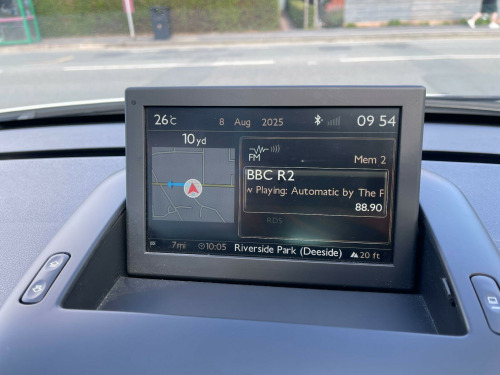 26°C 8 Aug 2025 09 54
10yd
FM Mem 2
BBC R2
w Playing: Automatic by The F
88.90
RDS
7mi 10:05 Riverside Park (Deeside) 20 ft